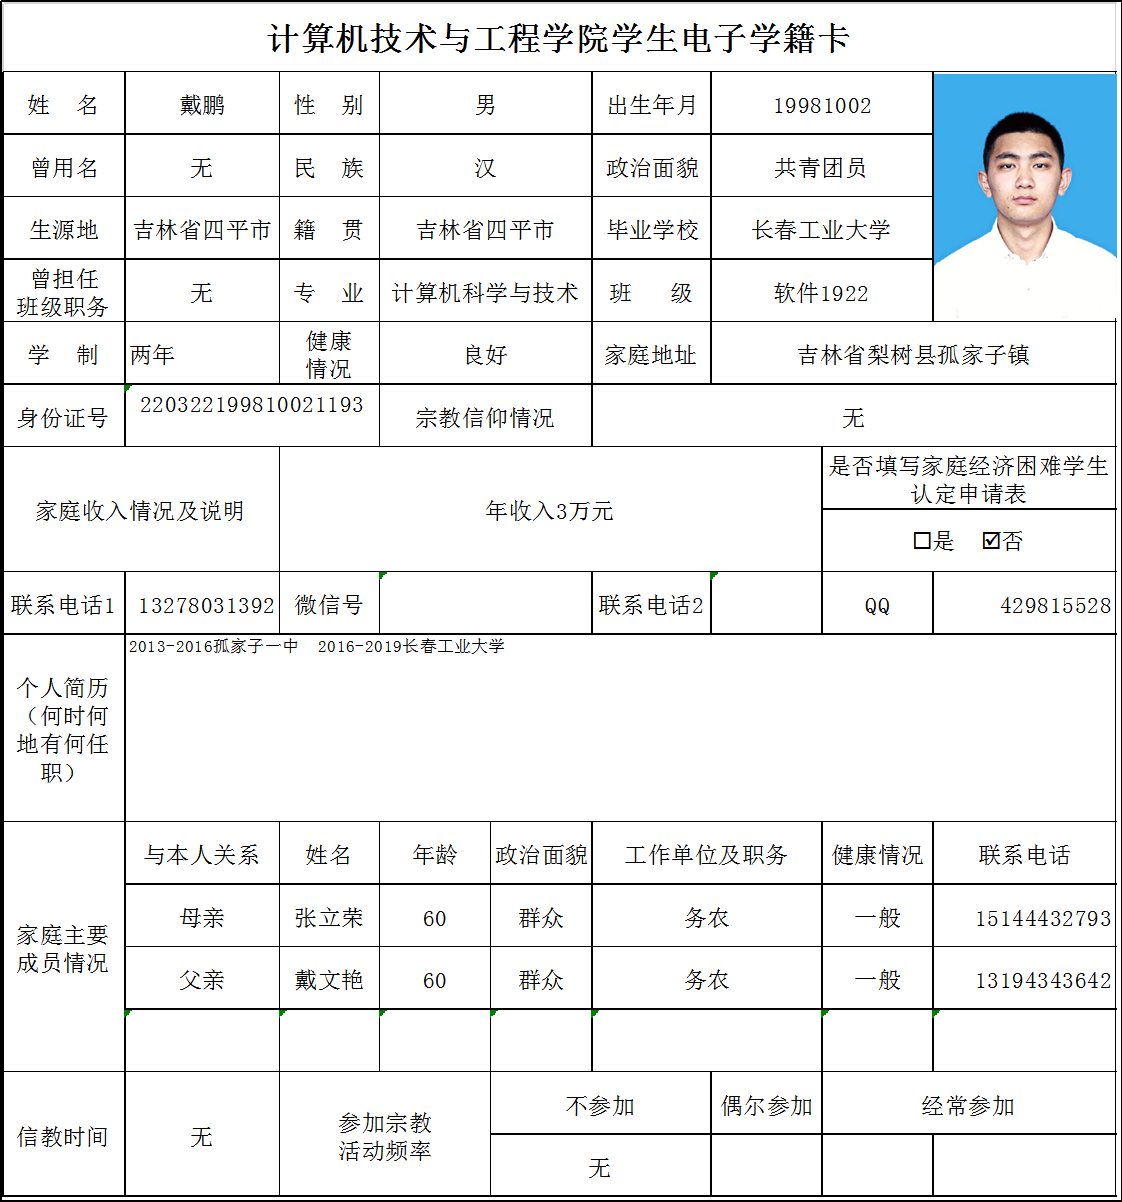 计算机技术与工程学院学生电子学籍卡
姓 名 戴鹏 性 别 男 出生年月 19981002
曾用名 无 民 族 汉 政治面貌 共青团员
生源地 吉林省四平市 籍 贯 吉林省四平市 毕业学校 长春工业大学
曾担任
班级职务 无 专 业 计算机科学与技术 班 级 软件1922
学 制 两年 健康
情况 良好 家庭地址 吉林省梨树县孤家子镇
身份证号 220322199810021193 宗教信仰情况 无
家庭收入情况及说明 年收入3万元 是否填写家庭经济困难学生
认定申请表
☐是 ☑否
联系电话1 13278031392 微信号 联系电话2 QQ 429815528
个人简历
（何时何
地有何任
职）
2013-2016孤家子一中 2016-2019长春工业大学
家庭主要
成员情况
与本人关系 姓名 年龄 政治面貌 工作单位及职务 健康情况 联系电话
母亲 张立荣 60 群众 务农 一般 15144432793
父亲 戴文艳 60 群众 务农 一般 13194343642
信教时间 无 参加宗教
活动频率
不参加 偶尔参加 经常参加
无